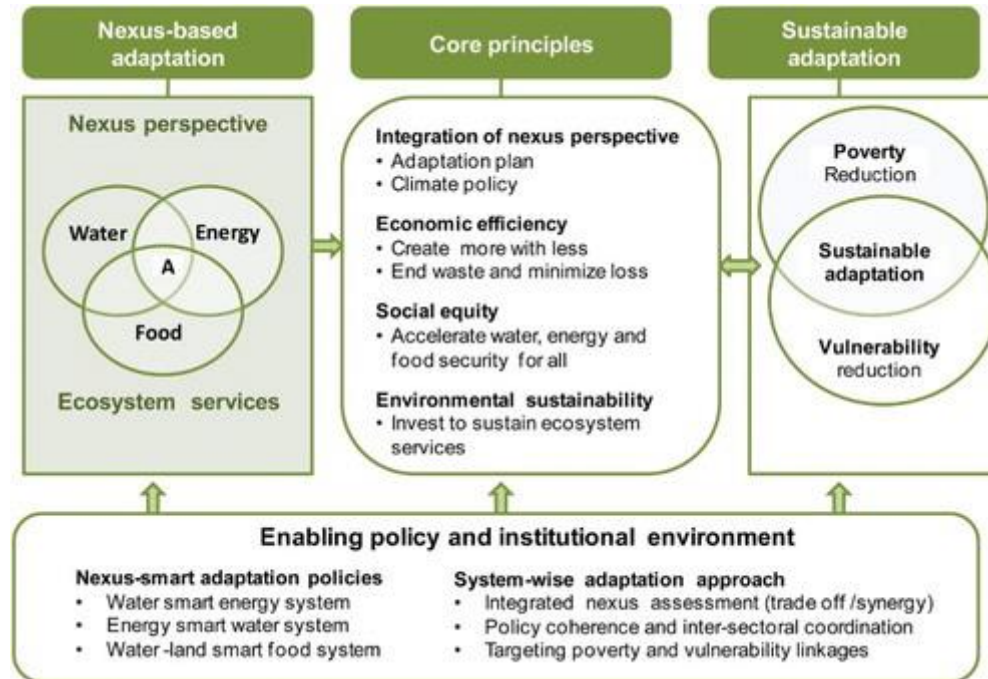 Nexus-based
adaptation
Core principles
Sustainable
adaptation
Nexus perspective
Water
Energy
A
Food
Ecosystem services
Integration of nexus perspective
• Adaptation plan
• Climate policy
Economic efficiency
• Create more with less
• End waste and minimize loss
Social equity
• Accelerate water, energy and
food security for all
Environmental sustainability
• Invest to sustain ecosystem
services
Poverty
Reduction
Sustainable
adaptation
Vulnerability
reduction
Enabling policy and institutional environment
Nexus-smart adaptation policies
• Water smart energy system
• Energy smart water system
• Water -land smart food system
System-wise adaptation approach
• Integrated nexus assessment (trade off /synergy)
• Policy coherence and inter-sectoral coordination
• Targeting poverty and vulnerability linkages